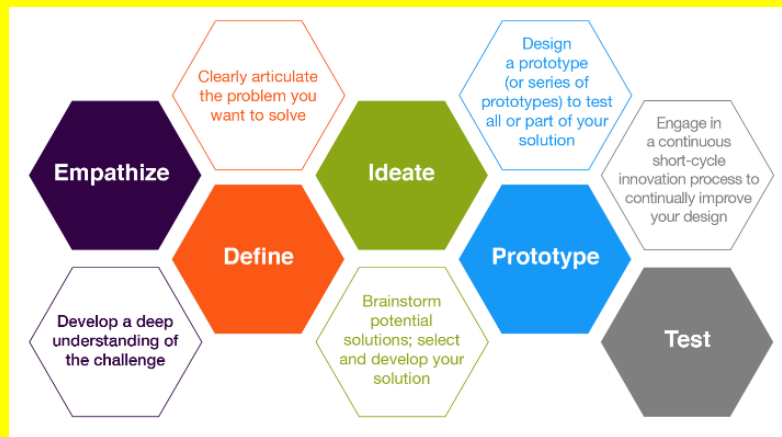 Empathize
Develop a deep
understanding of
the challenge
Clearly articulate
the problem you
want to solve
Define
Ideate
Brainstorm
potential
solutions; select
and develop your
solution
Design
a prototype
(or series of
prototypes) to test
all or part of your
solution
Prototype
Engage in
a continuous
short-cycle
innovation process to
continually improve
your design
Test